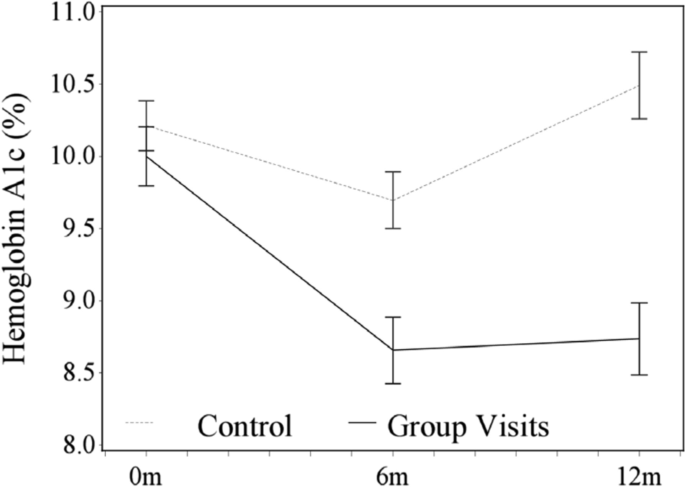 Hemoglobin A1c (%)
11.0
10.5
10.0
9.5
9.0
8.5
8.0
Control
Group Visits
0m
6m
12m